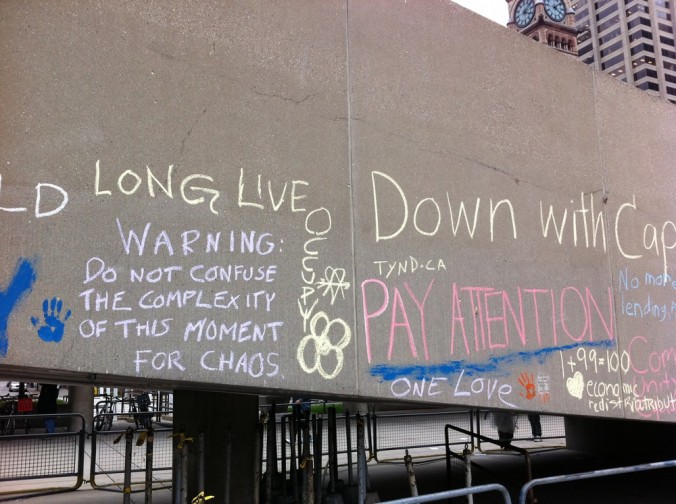 LD
LONG LIVE
OCCUPY
WARNING:
DO NOT CONFUSE
THE COMPLEXITY
OF THIS MOMENT
FOR CHAOS.
DOWN with Cap
TYND.CA
PAY ATTENTION
ONE LOVE
No more
lending
1+99=100
economic
Com